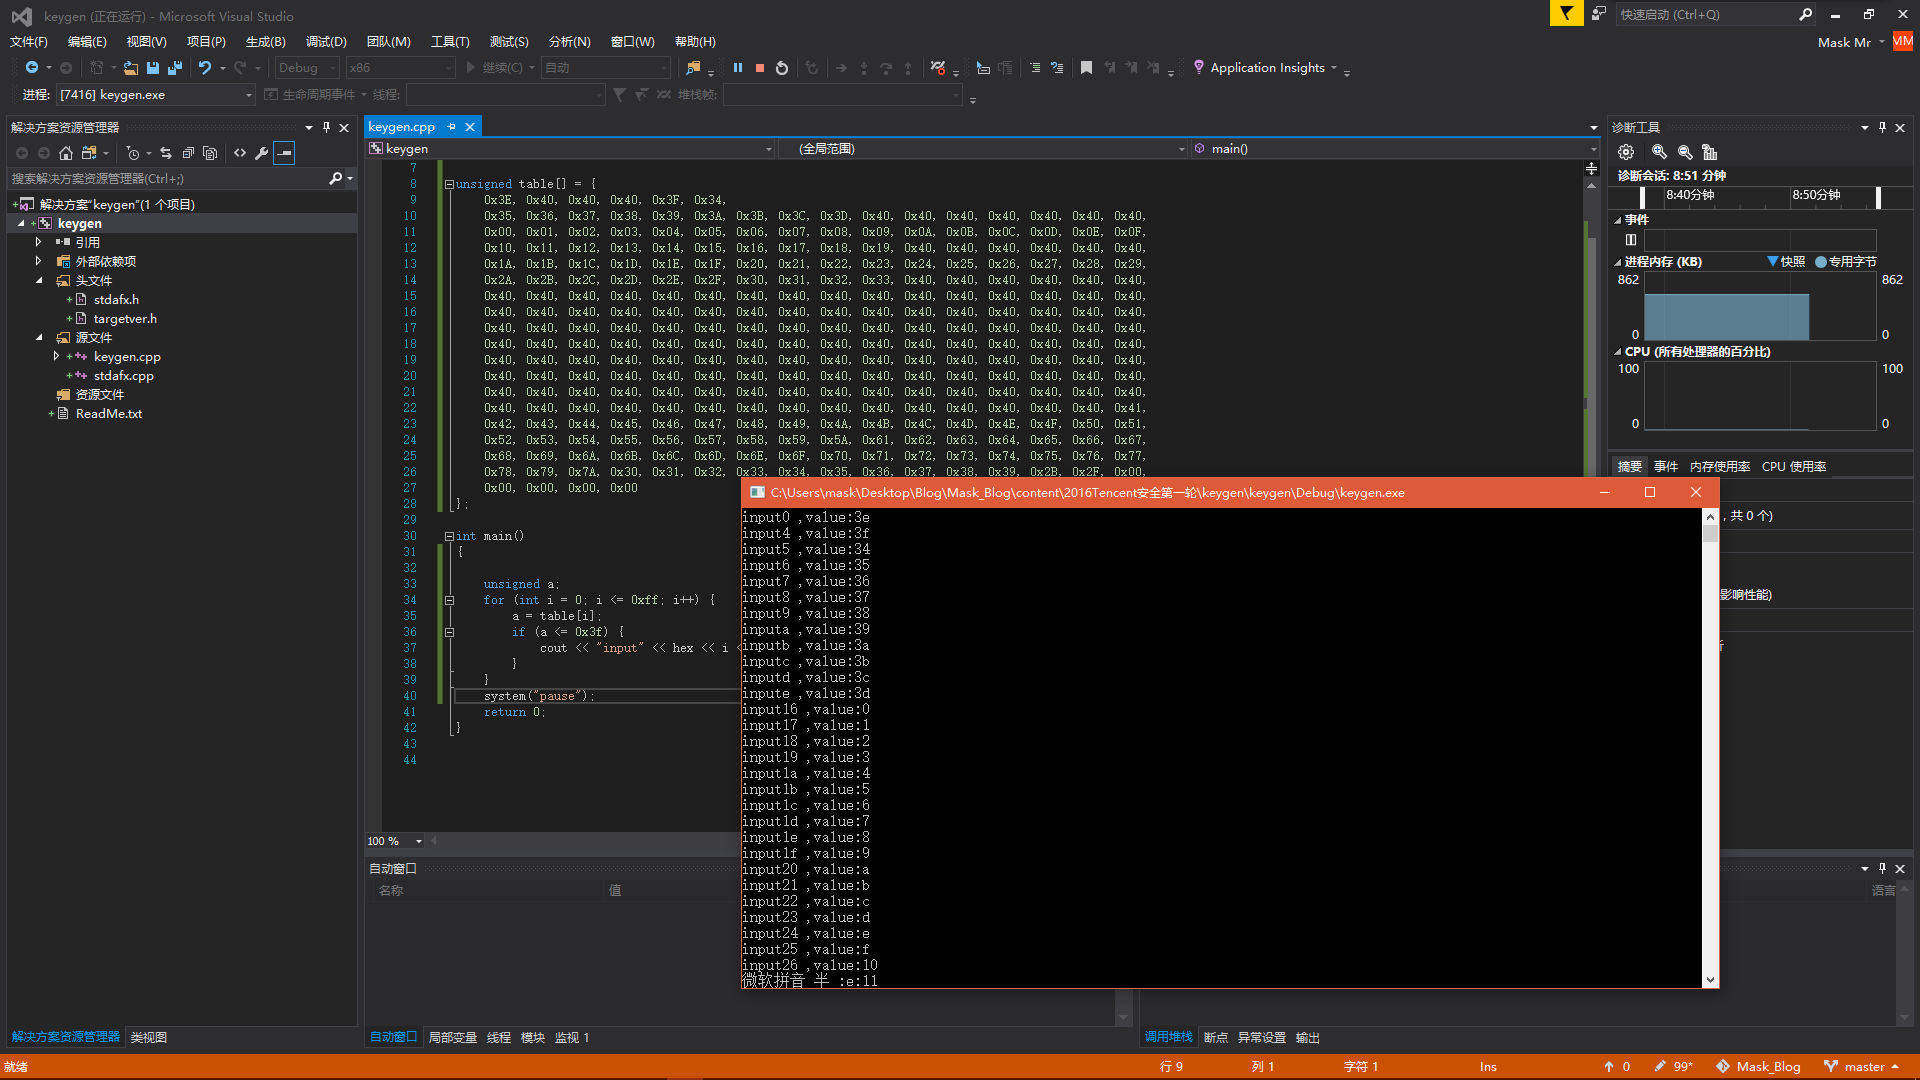 keygen (正在运行) - Microsoft Visual Studio
快速启动 (Ctrl+Q)
文件(F) 编辑(E) 视图(V) 项目(P) 生成(B) 调试(D) 团队(M) 工具(T) 测试(S) 分析(N) 窗口(W) 帮助(H)
Mask Mr MM
Debug x86 继续(C) 自动 Application Insights
进程: [7416] keygen.exe 生命周期事件 线程: 堆栈帧:
解决方案资源管理器
搜索解决方案资源管理器(Ctrl+;)
解决方案"keygen"(1 个项目)
keygen
引用
外部依赖项
头文件
stdafx.h
targetver.h
源文件
keygen.cpp
stdafx.cpp
资源文件
ReadMe.txt
解决方案资源管理器 类视图
keygen.cpp
keygen (全局范围) main()
7
8 unsigned table[] = {
9 0x3E, 0x40, 0x40, 0x40, 0x3F, 0x34,
10 0x35, 0x36, 0x37, 0x38, 0x39, 0x3A, 0x3B, 0x3C, 0x3D, 0x40, 0x40, 0x40, 0x40, 0x40, 0x40, 0x40,
11 0x00, 0x01, 0x02, 0x03, 0x04, 0x05, 0x06, 0x07, 0x08, 0x09, 0x0A, 0x0B, 0x0C, 0x0D, 0x0E, 0x0F,
12 0x10, 0x11, 0x12, 0x13, 0x14, 0x15, 0x16, 0x17, 0x18, 0x19, 0x40, 0x40, 0x40, 0x40, 0x40, 0x40,
13 0x1A, 0x1B, 0x1C, 0x1D, 0x1E, 0x1F, 0x20, 0x21, 0x22, 0x23, 0x24, 0x25, 0x26, 0x27, 0x28, 0x29,
14 0x2A, 0x2B, 0x2C, 0x2D, 0x2E, 0x2F, 0x30, 0x31, 0x32, 0x33, 0x40, 0x40, 0x40, 0x40, 0x40, 0x40,
15 0x40, 0x40, 0x40, 0x40, 0x40, 0x40, 0x40, 0x40, 0x40, 0x40, 0x40, 0x40, 0x40, 0x40, 0x40, 0x40,
16 0x40, 0x40, 0x40, 0x40, 0x40, 0x40, 0x40, 0x40, 0x40, 0x40, 0x40, 0x40, 0x40, 0x40, 0x40, 0x40,
17 0x40, 0x40, 0x40, 0x40, 0x40, 0x40, 0x40, 0x40, 0x40, 0x40, 0x40, 0x40, 0x40, 0x40, 0x40, 0x40,
18 0x40, 0x40, 0x40, 0x40, 0x40, 0x40, 0x40, 0x40, 0x40, 0x40, 0x40, 0x40, 0x40, 0x40, 0x40, 0x40,
19 0x40, 0x40, 0x40, 0x40, 0x40, 0x40, 0x40, 0x40, 0x40, 0x40, 0x40, 0x40, 0x40, 0x40, 0x40, 0x40,
20 0x40, 0x40, 0x40, 0x40, 0x40, 0x40, 0x40, 0x40, 0x40, 0x40, 0x40, 0x40, 0x40, 0x40, 0x40, 0x40,
21 0x40, 0x40, 0x40, 0x40, 0x40, 0x40, 0x40, 0x40, 0x40, 0x40, 0x40, 0x40, 0x40, 0x40, 0x40, 0x40,
22 0x40, 0x40, 0x40, 0x40, 0x40, 0x40, 0x40, 0x40, 0x40, 0x40, 0x40, 0x40, 0x40, 0x40, 0x40, 0x41,
23 0x42, 0x43, 0x44, 0x45, 0x46, 0x47, 0x48, 0x49, 0x4A, 0x4B, 0x4C, 0x4D, 0x4E, 0x4F, 0x50, 0x51,
24 0x52, 0x53, 0x54, 0x55, 0x56, 0x57, 0x58, 0x59, 0x5A, 0x61, 0x62, 0x63, 0x64, 0x65, 0x66, 0x67,
25 0x68, 0x69, 0x6A, 0x6B, 0x6C, 0x6D, 0x6E, 0x6F, 0x70, 0x71, 0x72, 0x73, 0x74, 0x75, 0x76, 0x77,
26 0x78, 0x79, 0x7A, 0x30, 0x31, 0x32, 0x33, 0x34, 0x35, 0x36, 0x37, 0x38, 0x39, 0x2B, 0x2F, 0x00,
27 0x00, 0x00, 0x00, 0x00
28 };
29
30 int main()
31 {
32
33 unsigned a;
34 for (int i = 0; i <= 0xff; i++) {
35 a = table[i];
36 if (a <= 0x3f) {
37 cout << "input" << hex << i <
38 }
39 }
40 system("pause");
41 return 0;
42 }
43
44
100 %
C:\Users\mask\Desktop\Blog\Mask_Blog\content\2016Tencent安全第一轮\keygen\keygen\Debug\keygen.exe
input0 ,value:3e
input4 ,value:3f
input5 ,value:34
input6 ,value:35
input7 ,value:36
input8 ,value:37
input9 ,value:38
inputa ,value:39
inputb ,value:3a
inputc ,value:3b
inputd ,value:3c
inpute ,value:3d
input16 ,value:0
input17 ,value:1
input18 ,value:2
input19 ,value:3
input1a ,value:4
input1b ,value:5
input1c ,value:6
input1d ,value:7
input1e ,value:8
input1f ,value:9
input20 ,value:a
input21 ,value:b
input22 ,value:c
input23 ,value:d
input24 ,value:e
input25 ,value:f
input26 ,value:10
微软拼音 半 :e:11
自动窗口
名称 值
自动窗口 局部变量 线程 模块 监视 1
诊断工具
诊断会话: 8:51 分钟
8:40分钟 8:50分钟
事件
进程内存 (KB) 快照 专用字节
862 862
0 0
CPU (所有处理器的百分比)
100 100
0 0
摘要 事件 内存使用率 CPU 使用率
, 共 0 个)
影响性能)
语言
调用堆栈 断点 异常设置 输出
就绪 行 9 列 1 字符 1 Ins 0 99* Mask_Blog master